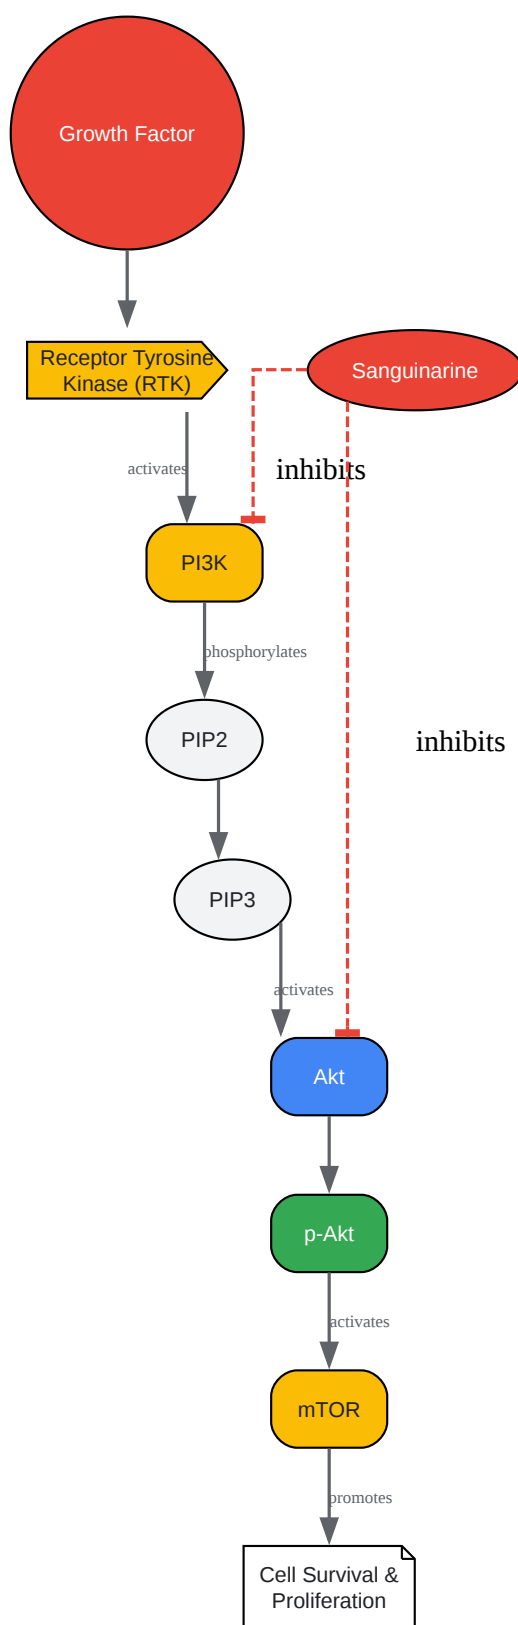 Growth Factor
Receptor Tyrosine
Kinase (RTK)
Sanguinarine
activates
inhibits
PI3K
phosphorylates
PIP2
inhibits
PIP3
activates
Akt
p-Akt
activates
mTOR
promotes
Cell Survival &
Proliferation